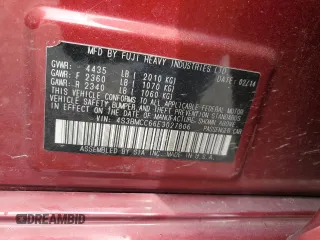 MFD BY FUJI HEAVY INDUSTRIES LTD.
DATE: 02/14
GVWR: 4435 LB ( 2010 KG)
GAWR: F 2360 LB ( 1070 KG)
GAWR: R 2340 LB ( 1060 KG)
THIS VEHICLE CONFORMS TO ALL APPLICABLE FEDERAL MOTOR
VEHICLE SAFETY, BUMPER AND THEFT PREVENTION STANDARDS
IN EFFECT ON THE DATE OF MANUFACTURE SHOWN ABOVE.
VIN: PASSENGER CAR
ASSEMBLED BY SIA, MADE IN U.S.A.
IAAI